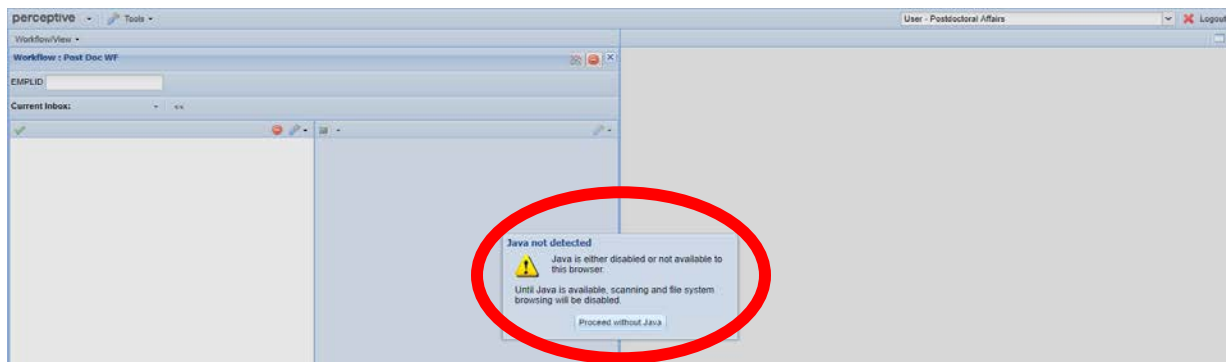 perceptive Tools User - Postdoctoral Affairs Logout
Workflow/View
Workflow : Post Doc WF
EMPLID
Current Inbox: <<
Java not detected
Java is either disabled or not available to
this browser.
Until Java is available, scanning and file system
browsing will be disabled.
Proceed without Java